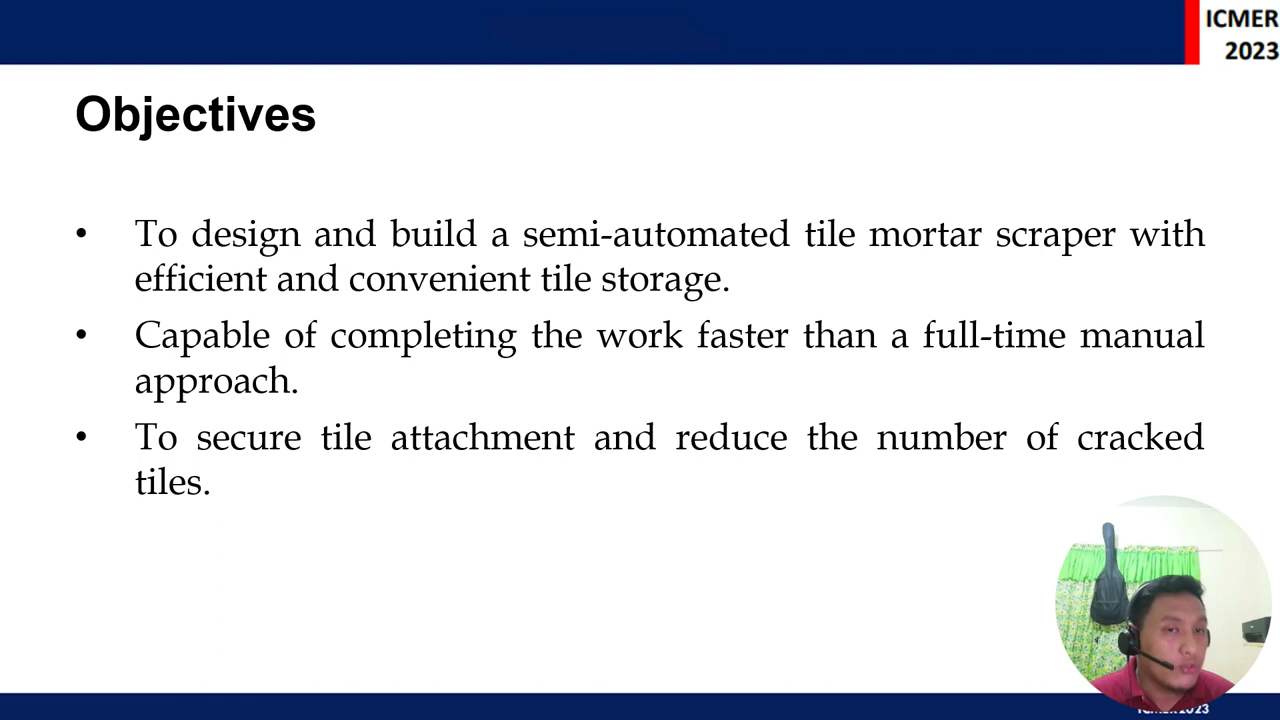 ICMER
2023
Objectives
• To design and build a semi-automated tile mortar scraper with
efficient and convenient tile storage.
• Capable of completing the work faster than a full-time manual
approach.
• To secure tile attachment and reduce the number of cracked
tiles.
ICMER2023